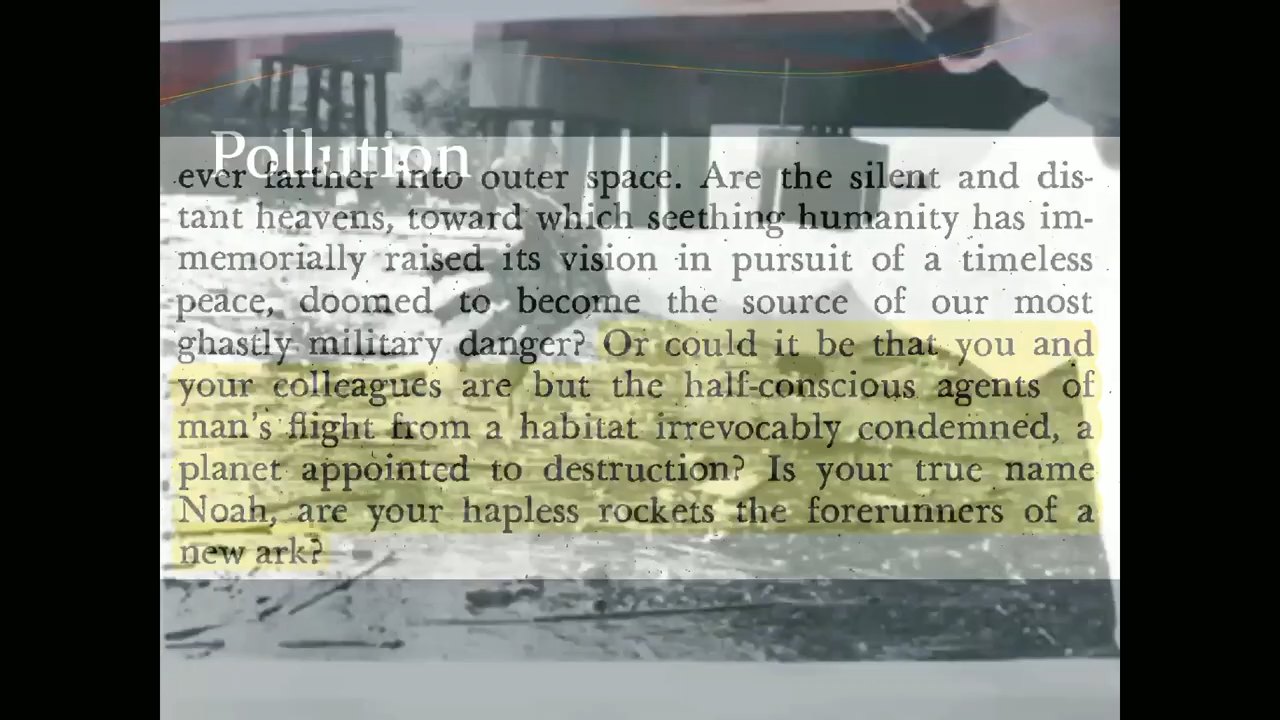 Pollution
ever farther into outer space. Are the silent and dis-
tant heavens, toward which seething humanity has im-
memorially raised its vision in pursuit of a timeless
peace, doomed to become the source of our most
ghastly military danger? Or could it be that you and
your colleagues are but the half-conscious agents of
man's flight from a habitat irrevocably condemned, a
planet appointed to destruction? Is your true name
Noah, are your hapless rockets the forerunners of a
new ark?